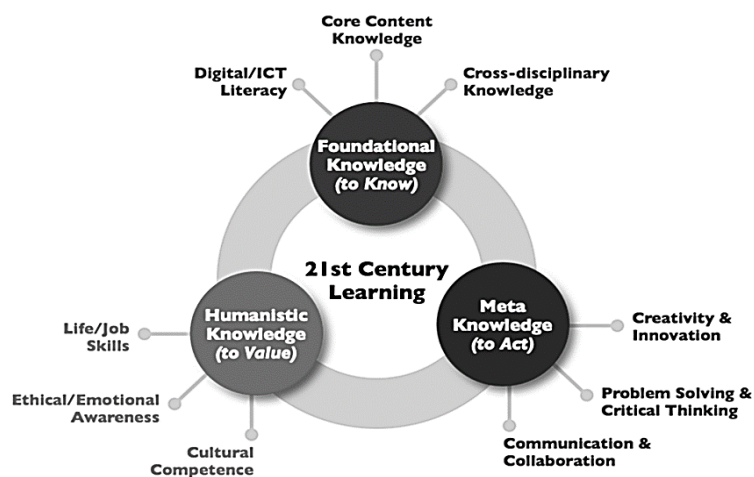 Core Content
Knowledge
Digital/ICT
Literacy
Cross-disciplinary
Knowledge
Foundational
Knowledge
(to Know)
21st Century
Learning
Humanistic
Knowledge
(to Value)
Meta
Knowledge
(to Act)
Life/Job
Skills
Ethical/Emotional
Awareness
Cultural
Competence
Creativity &
Innovation
Problem Solving &
Critical Thinking
Communication &
Collaboration